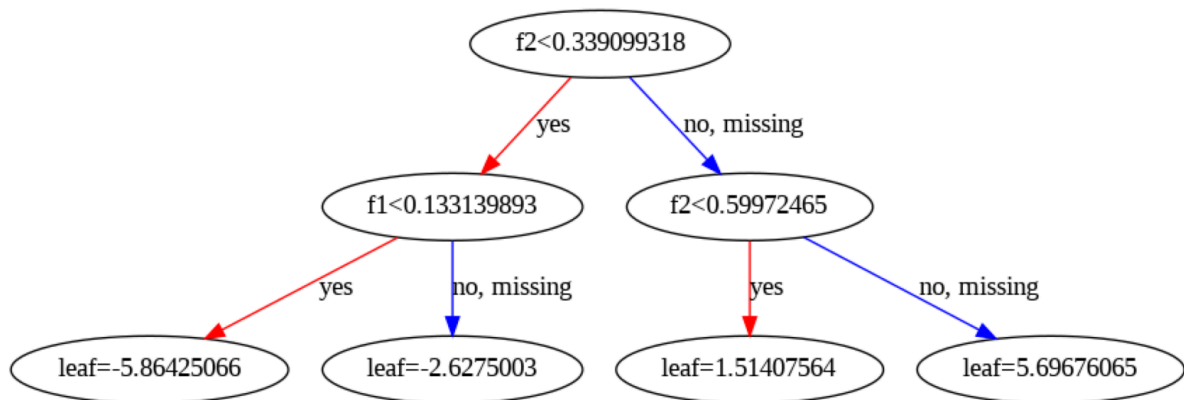 f2<0.339099318
yes
no, missing
f1<0.133139893
f2<0.59972465
yes
no, missing
yes
no, missing
leaf=-5.86425066
leaf=-2.6275003
leaf=1.51407564
leaf=5.69676065